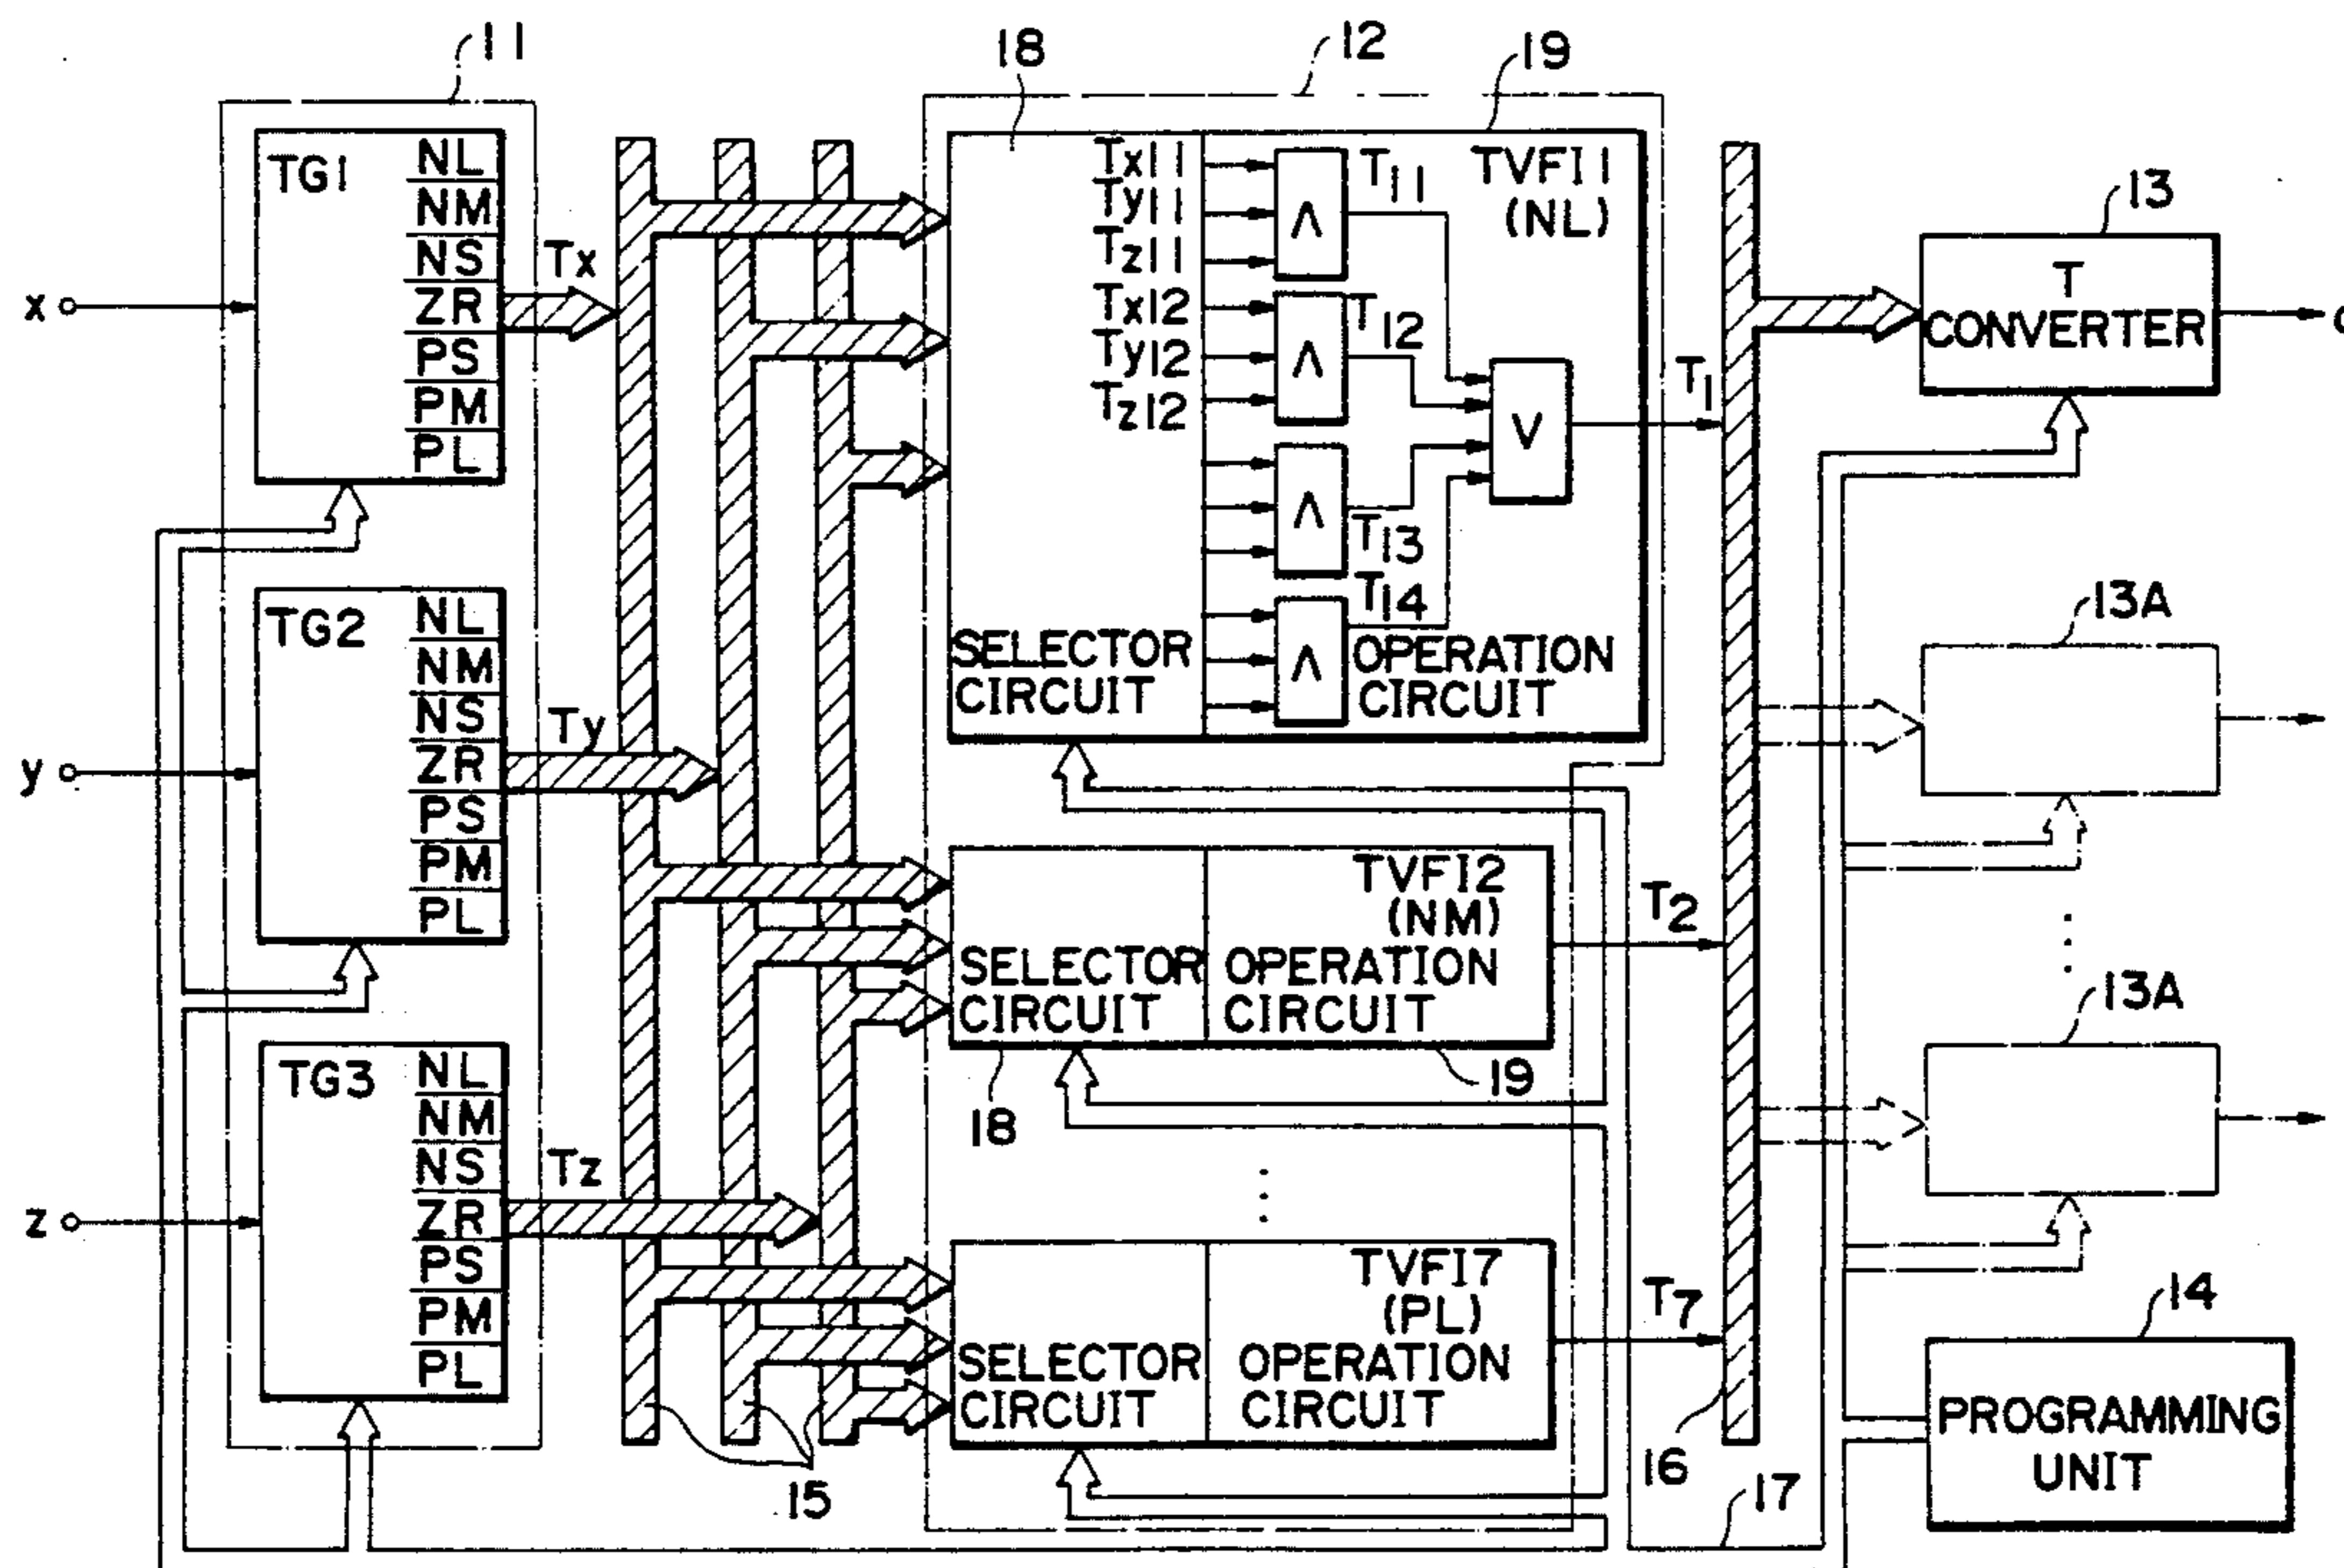 11
18
12
19
TG1
NL
NM
NS
ZR
PS
PM
PL
x
Tx
Tx11
Ty11
Tz11
Tx12
Ty12
Tz12
Λ
Λ
Λ
Λ
T11
T12
T13
T14
V
TVFI1
(NL)
SELECTOR
CIRCUIT
OPERATION
CIRCUIT
T1
13
T
CONVERTER
TG2
NL
NM
NS
ZR
PS
PM
PL
y
Ty
TVFI2
(NM)
SELECTOR
CIRCUIT
OPERATION
CIRCUIT
18
19
T2
13A
13A
TG3
NL
NM
NS
ZR
PS
PM
PL
z
Tz
TVFI7
(PL)
SELECTOR
CIRCUIT
OPERATION
CIRCUIT
T7
15
16
17
14
PROGRAMMING
UNIT